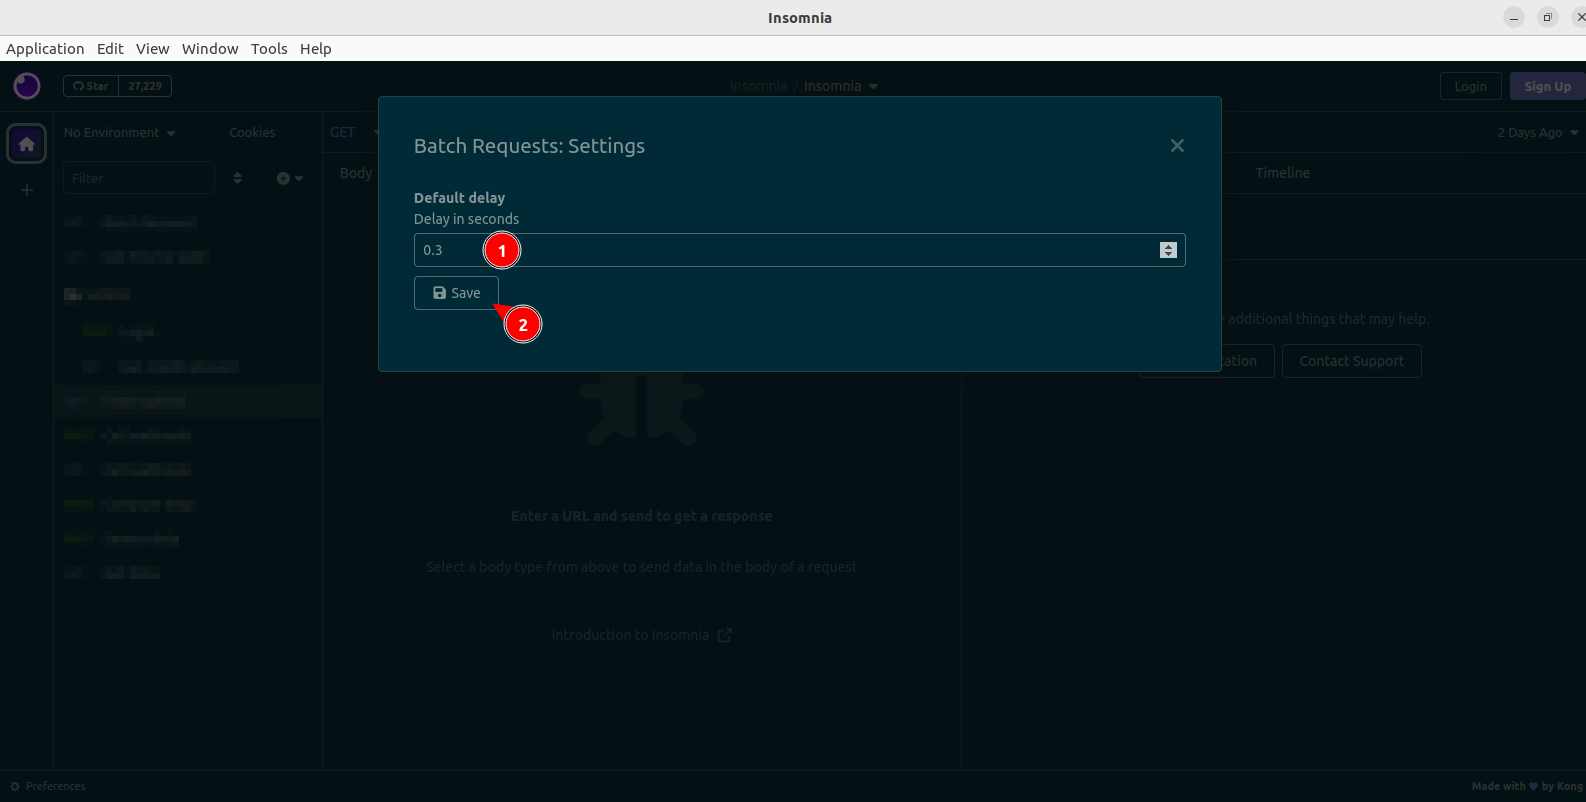 Insomnia
Application Edit View Window Tools Help
Star 27,229
Insomnia / Insomnia
Login Sign Up
No Environment Cookies
GET
2 Days Ago
Filter
Body
Timeline
Batch Requests: Settings
Default delay
Delay in seconds
0.3
1
Save
2
additional things that may help.
Contact Support
Enter a URL and send to get a response
Select a body type from above to send data in the body of a request
Introduction to Insomnia
Preferences
Made with by Kong